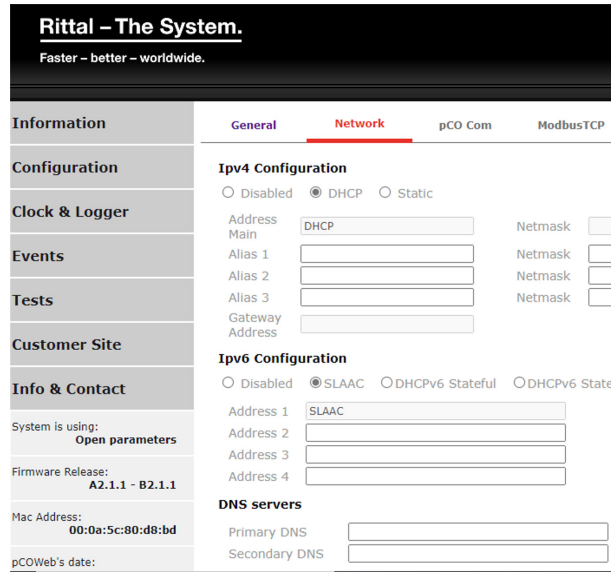 Rittal – The System.
Faster – better – worldwide.
Information
Configuration
Clock & Logger
Events
Tests
Customer Site
Info & Contact
System is using:
Open parameters
Firmware Release:
A2.1.1 - B2.1.1
Mac Address:
00:0a:5c:80:d8:bd
pCOWeb's date:
General Network pCO Com ModbusTCP
Ipv4 Configuration
Disabled DHCP Static
Address
Main DHCP Netmask
Alias 1 Netmask
Alias 2 Netmask
Alias 3 Netmask
Gateway
Address
Ipv6 Configuration
Disabled SLAAC DHCPv6 Stateful DHCPv6 State
Address 1 SLAAC
Address 2
Address 3
Address 4
DNS servers
Primary DNS
Secondary DNS